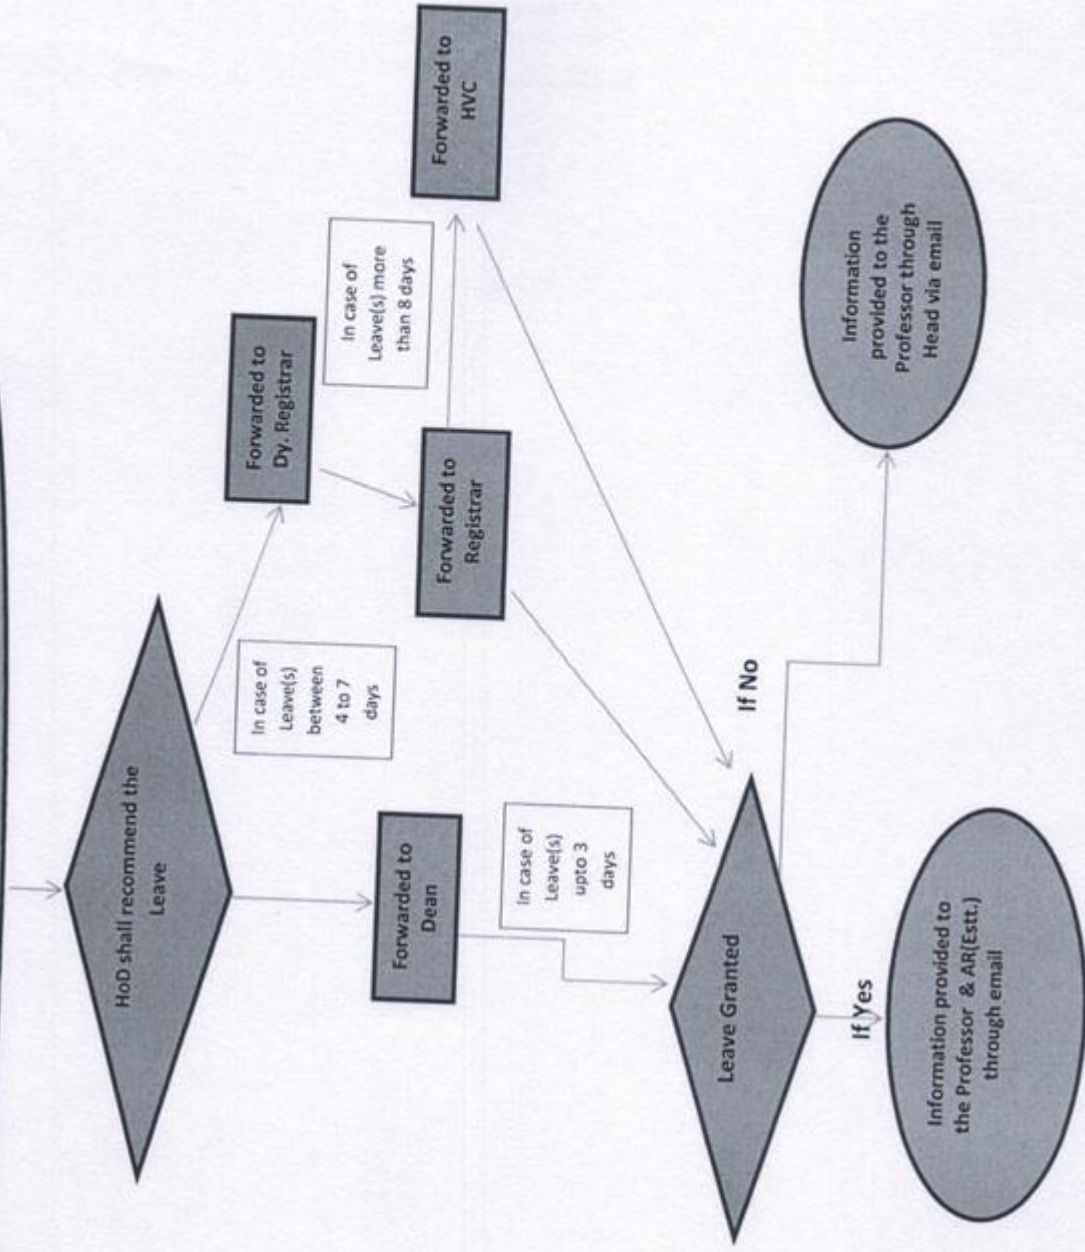 HoD shall recommend the
Leave
In case of
Leave(s)
between
4 to 7
days
Forwarded to
Dy. Registrar
In case of
Leave(s) more
than 8 days
Forwarded to
HVC
Forwarded to
Dean
Forwarded to
Registrar
In case of
Leave(s)
upto 3
days
Leave Granted
If No
If Yes
Information provided to
the Professor & AR(Estt.)
through email
Information
provided to the
Professor through
Head via email